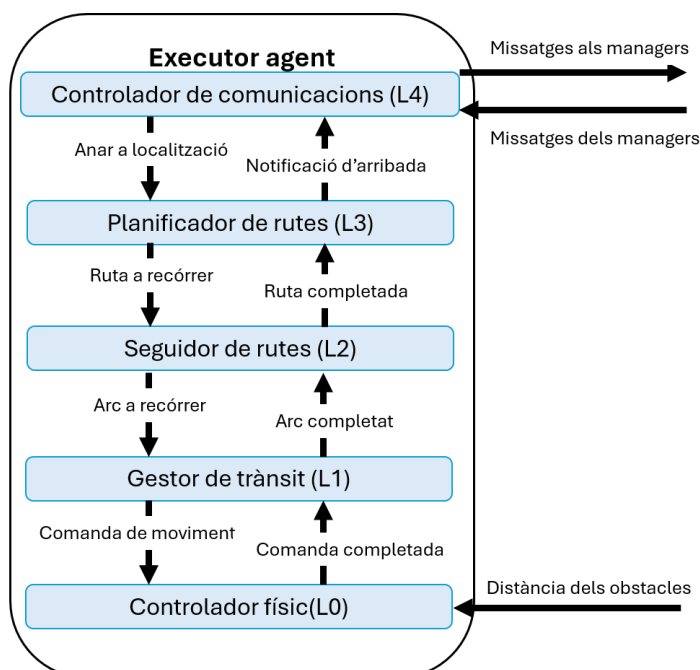 Executor agent
Missatges als managers
Controlador de comunicacions (L4)
Missatges dels managers
Anar a localització
Notificació d'arribada
Planificador de rutes (L3)
Ruta a recórrer
Ruta completada
Seguidor de rutes (L2)
Arc a recórrer
Arc completat
Gestor de trànsit (L1)
Comanda de moviment
Comanda completada
Distància dels obstacles
Controlador físic(L0)